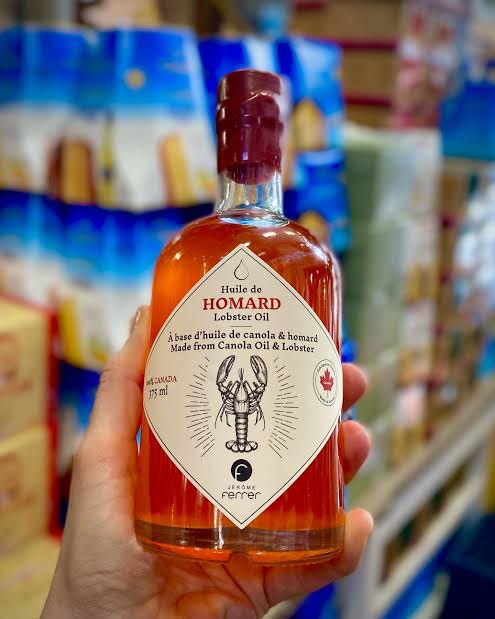 Huile de
HOMARD
Lobster Oil
À base d'huile de canola & homard
Made from Canola Oil & Lobster
100% CANADA
375 ml
JÉRÔME
Ferrer